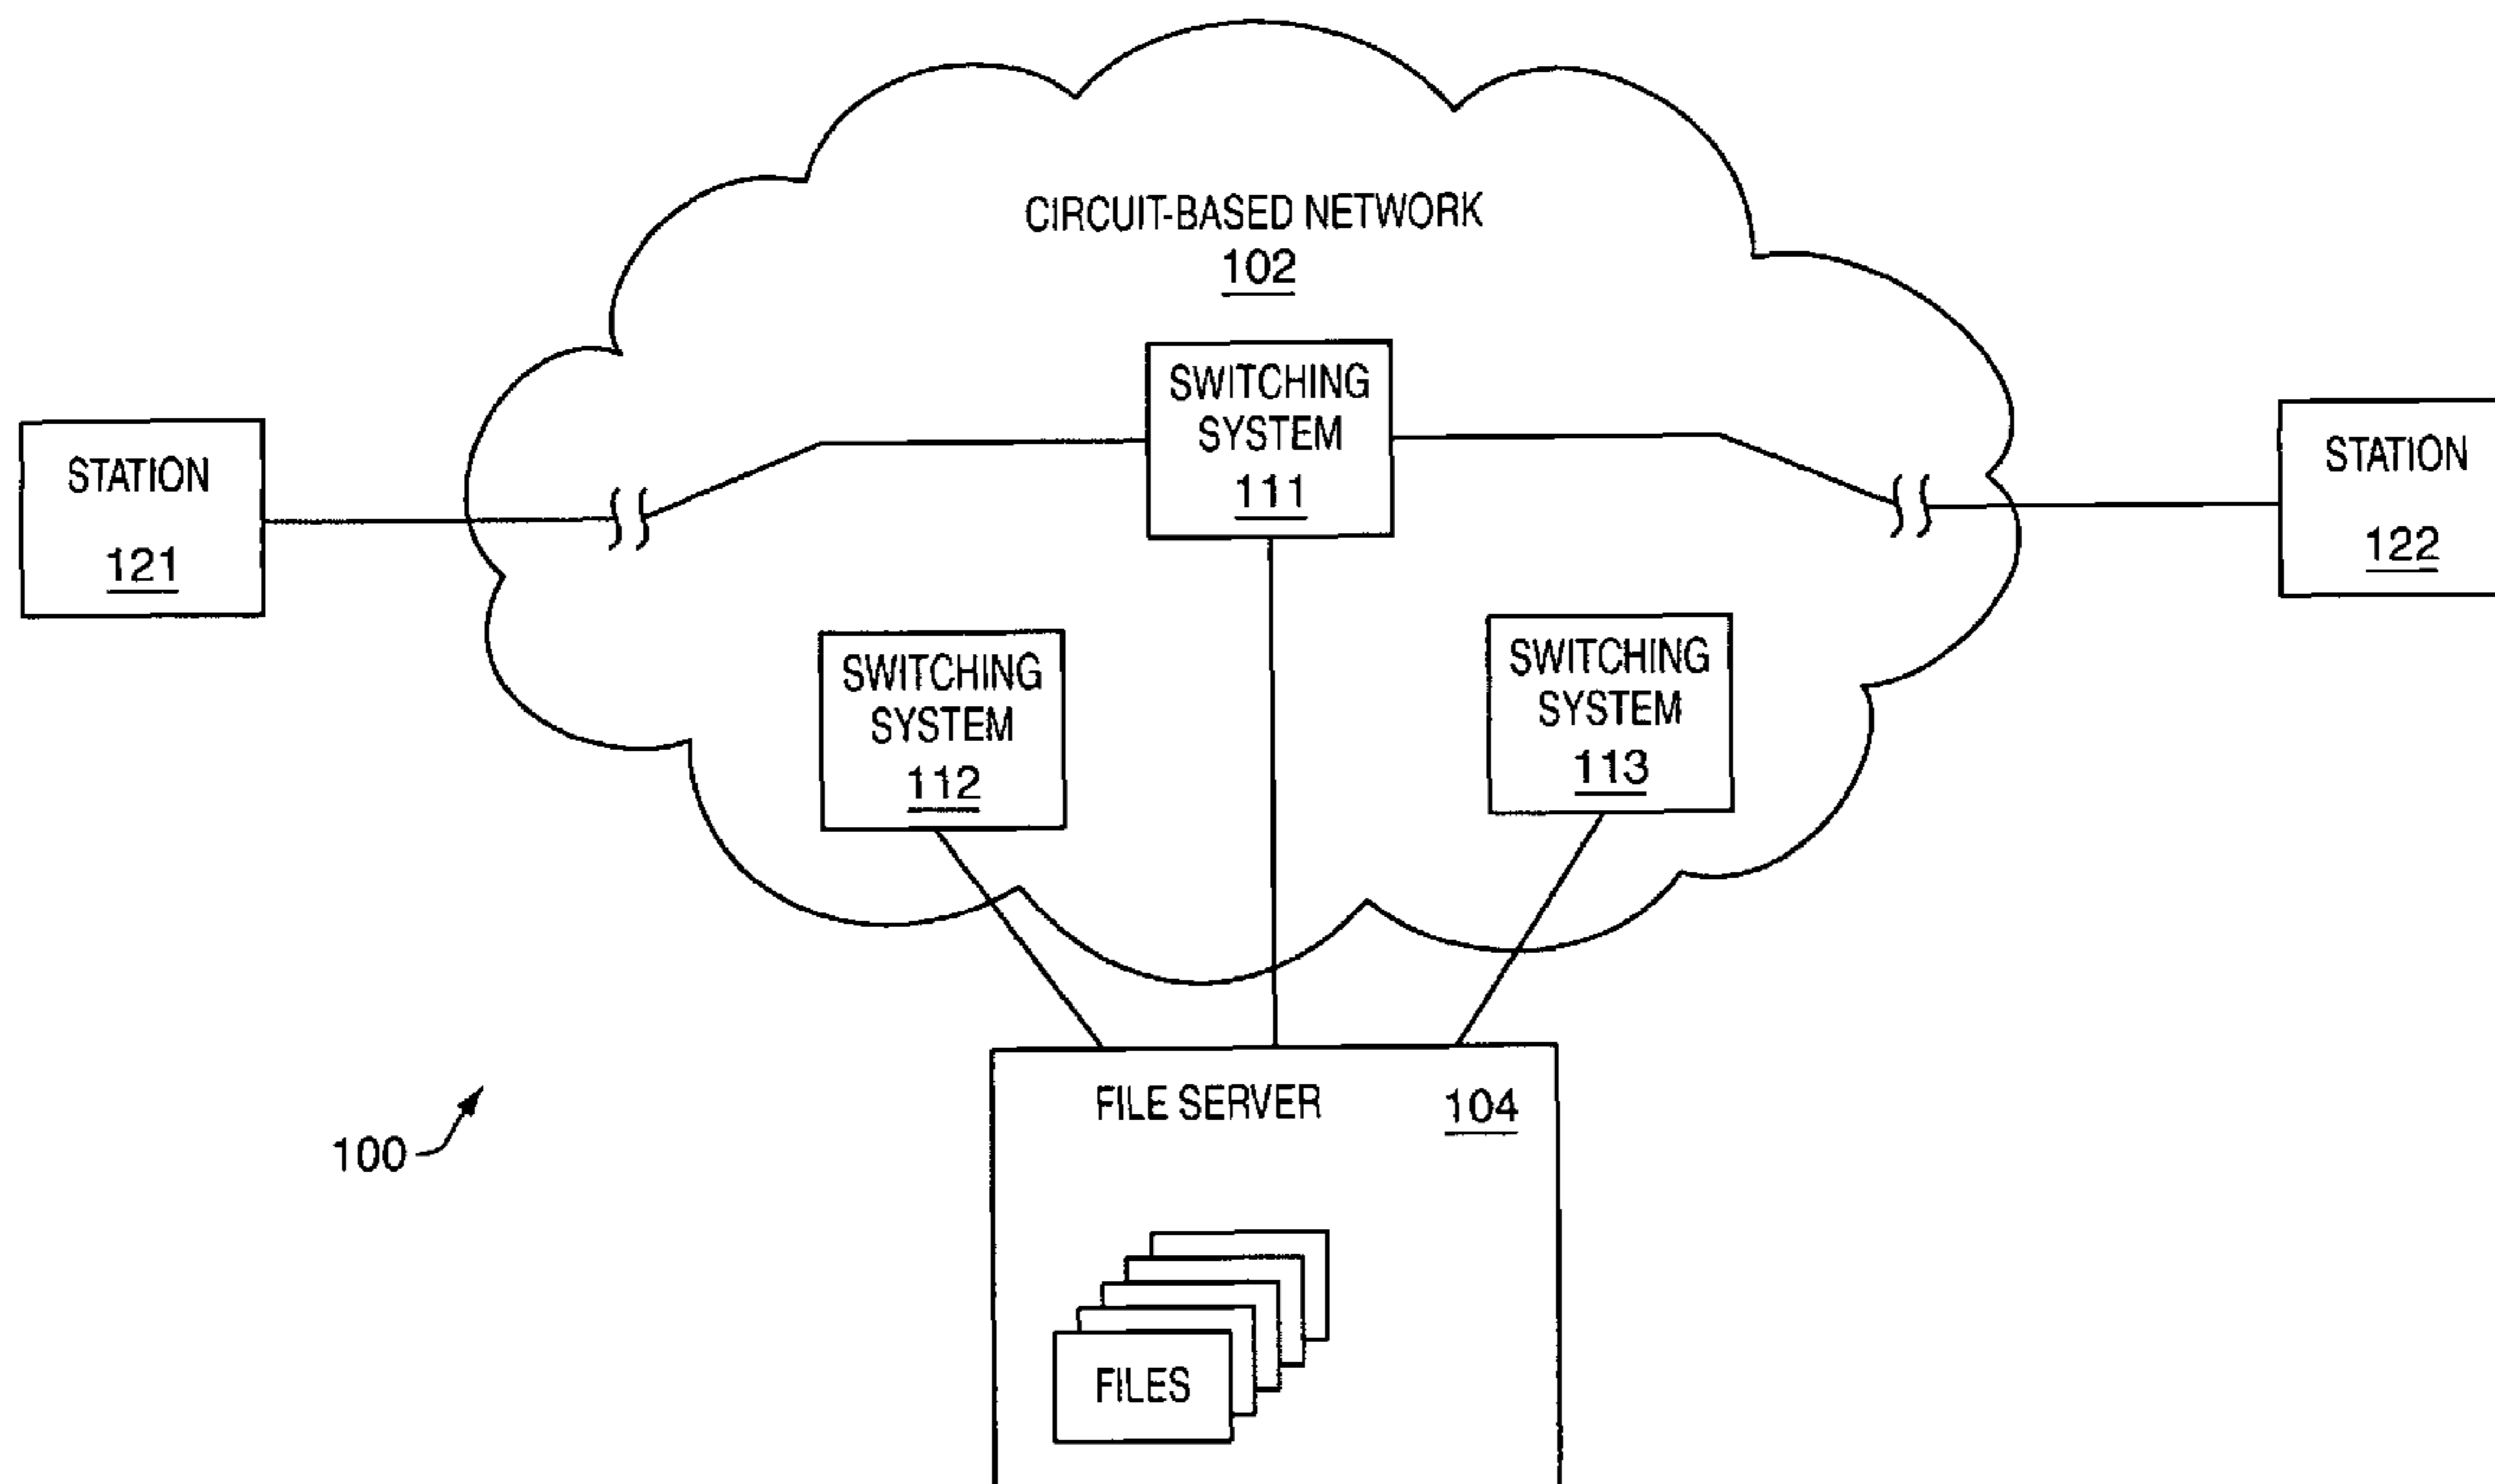 CIRCUIT-BASED NETWORK
102
SWITCHING
SYSTEM
111
STATION
121
STATION
122
SWITCHING
SYSTEM
112
SWITCHING
SYSTEM
113
FILE SERVER 104
100
FILES